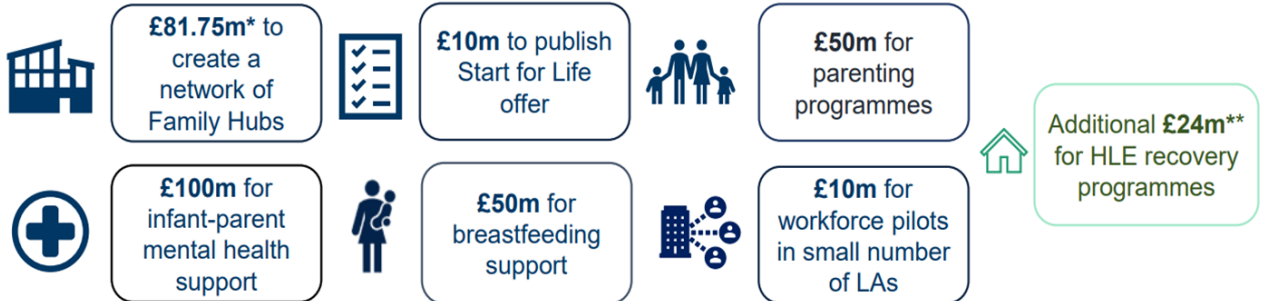 £81.75m* to
create a
network of
Family Hubs
£10m to publish
Start for Life
offer
£50m for
parenting
programmes
Additional £24m**
for HLE recovery
programmes
£100m for
infant-parent
mental health
support
£50m for
breastfeeding
support
£10m for
workforce pilots
in small number
of LAs